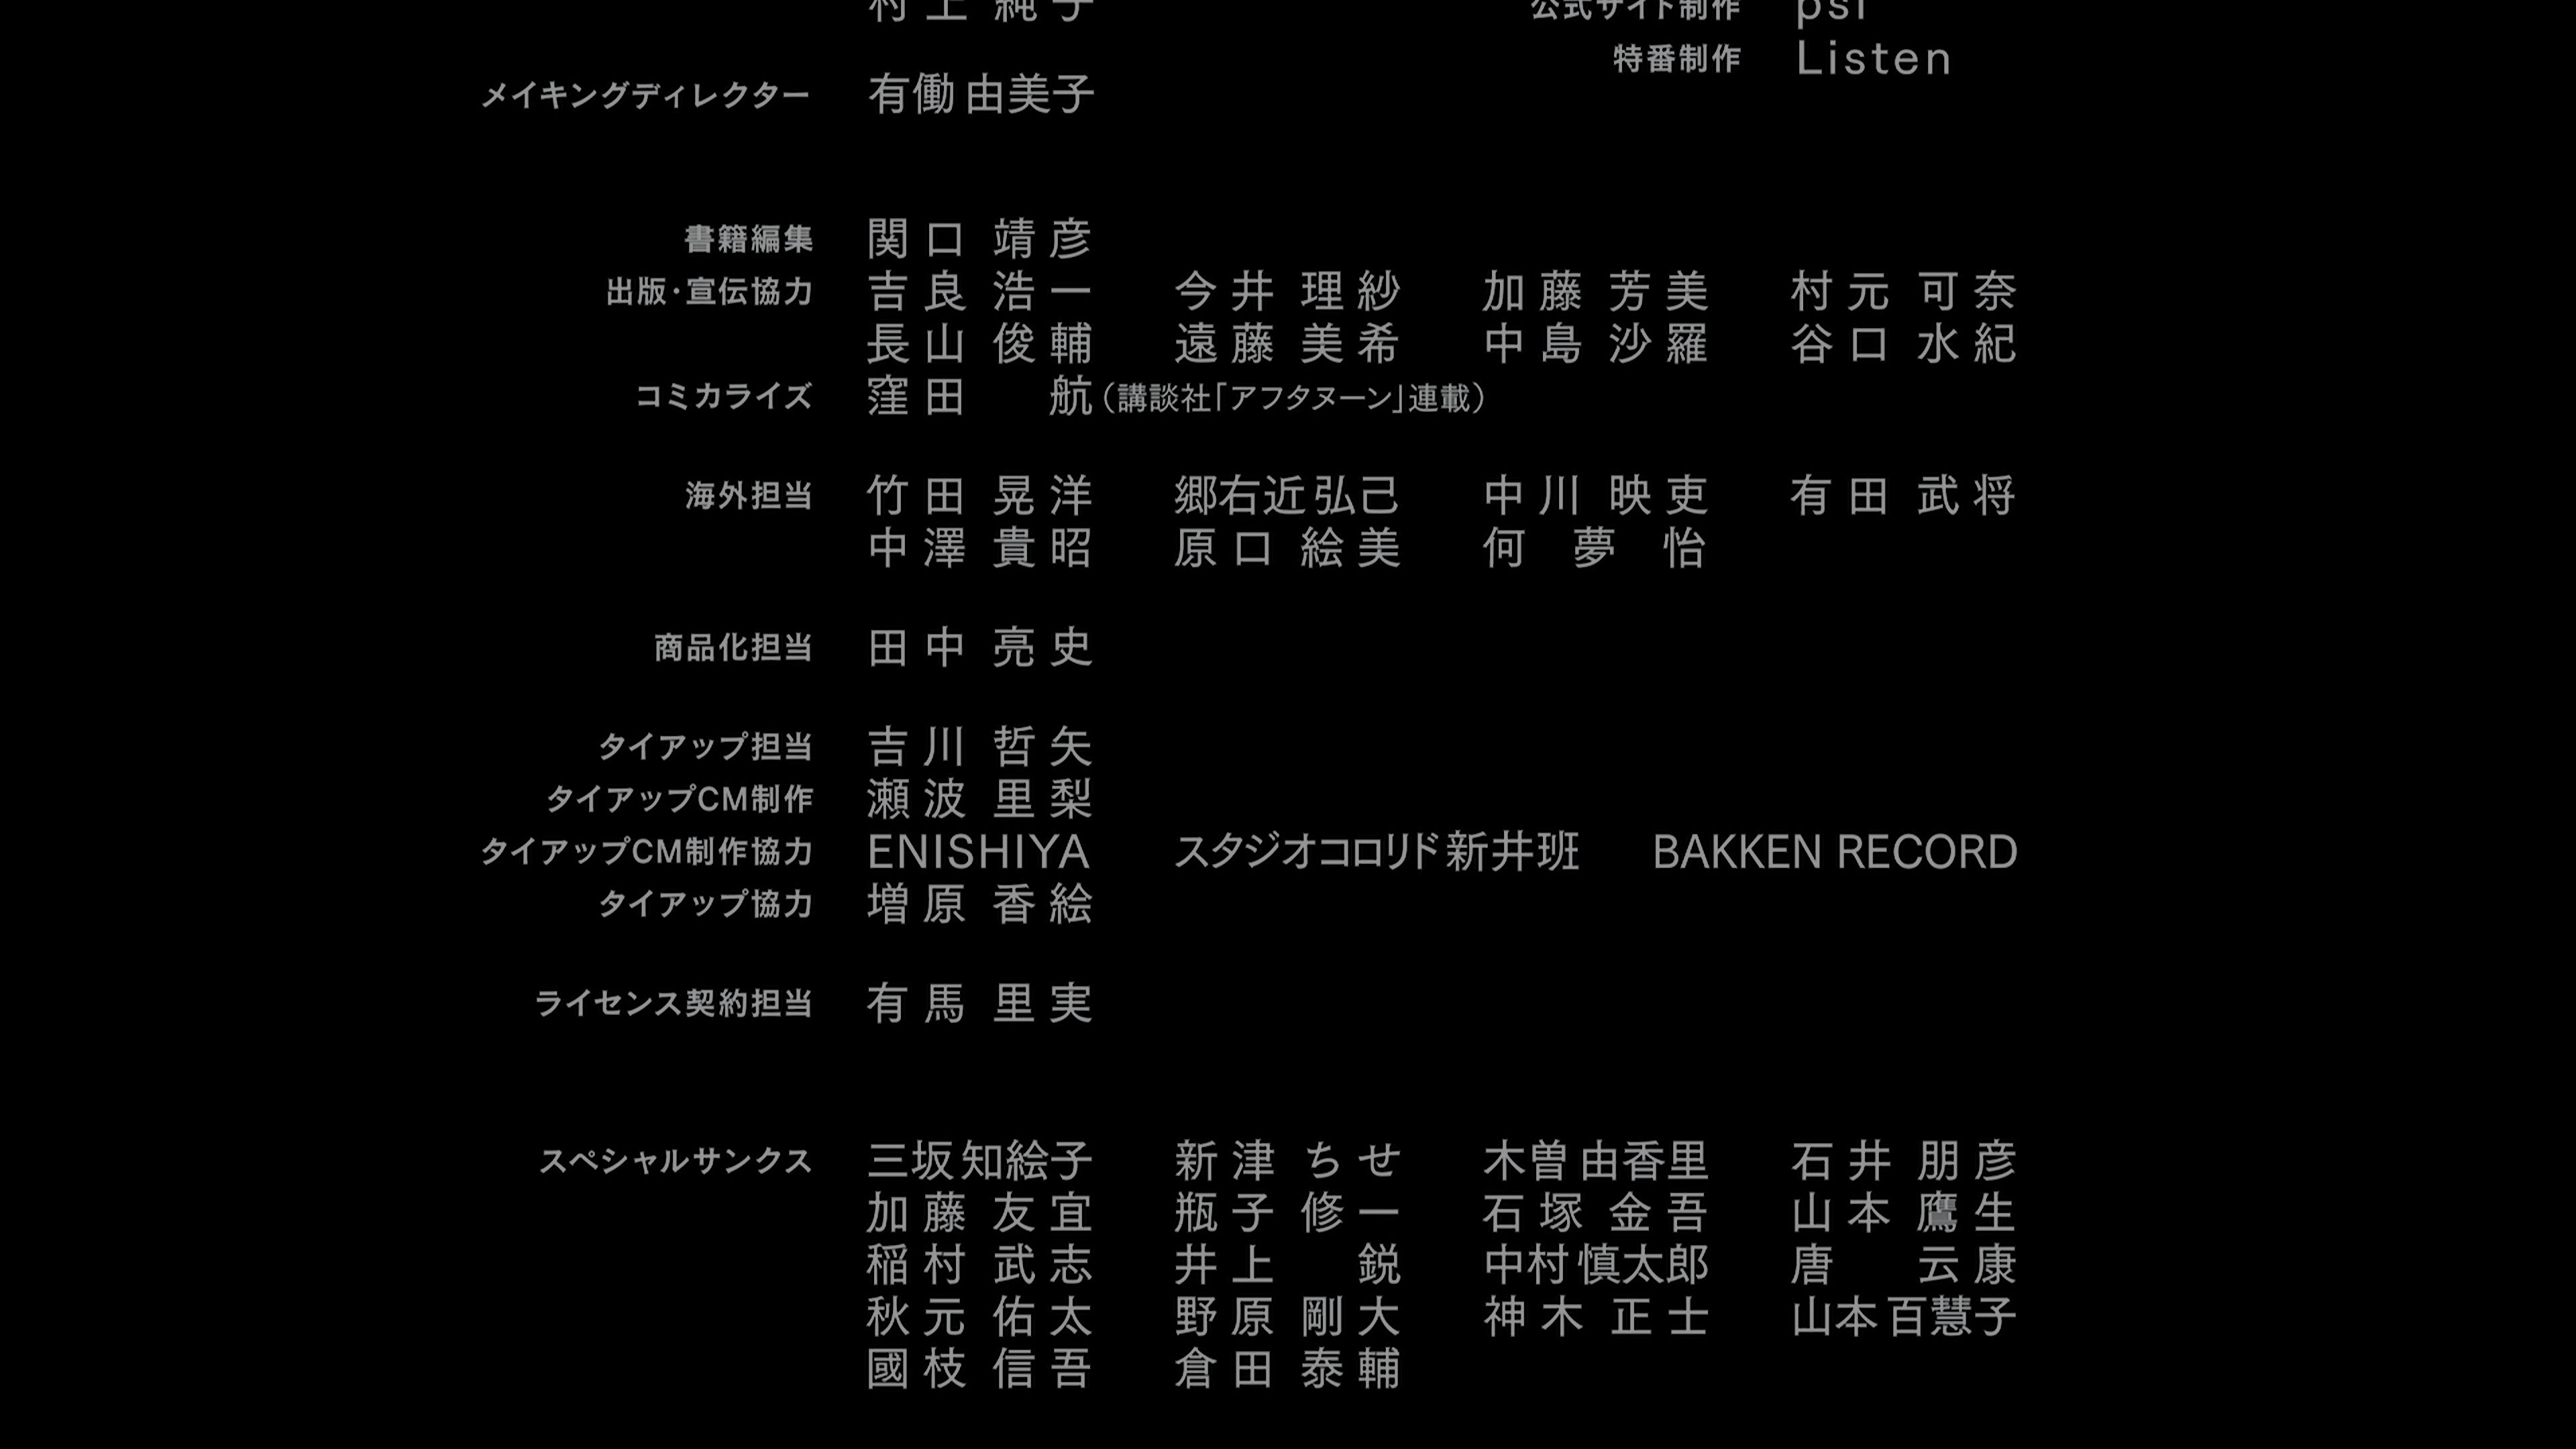 村上 純子
公式サイト制作 psi
特番制作 Listen
メイキングディレクター 有働由美子
書籍編集 関口 靖彦
出版・宣伝協力 吉良 浩一 今井 理紗 加藤 芳美 村元 可奈
長山 俊輔 遠藤 美希 中島 沙羅 谷口 水紀
コミカライズ 窪田 航(講談社「アフタヌーン」連載)
海外担当 竹田 晃洋 郷右近弘己 中川 映吏 有田 武将
中澤 貴昭 原口 絵美 何 夢 怡
商品化担当 田中 亮史
タイアップ担当 吉川 哲矢
タイアップCM制作 瀬波 里梨
タイアップCM制作協力 ENISHIYA スタジオコロリド新井班 BAKKEN RECORD
タイアップ協力 増原 香絵
ライセンス契約担当 有馬 里実
スペシャルサンクス 三坂知絵子 新津 ちせ 木曽由香里 石井 朋彦
加藤 友宜 瓶子 修一 石塚 金吾 山本 鷹生
稲村 武志 井上 鋭 中村慎太郎 唐 云康
秋元 佑太 野原 剛大 神木 正士 山本百慧子
國枝 信吾 倉田 泰輔